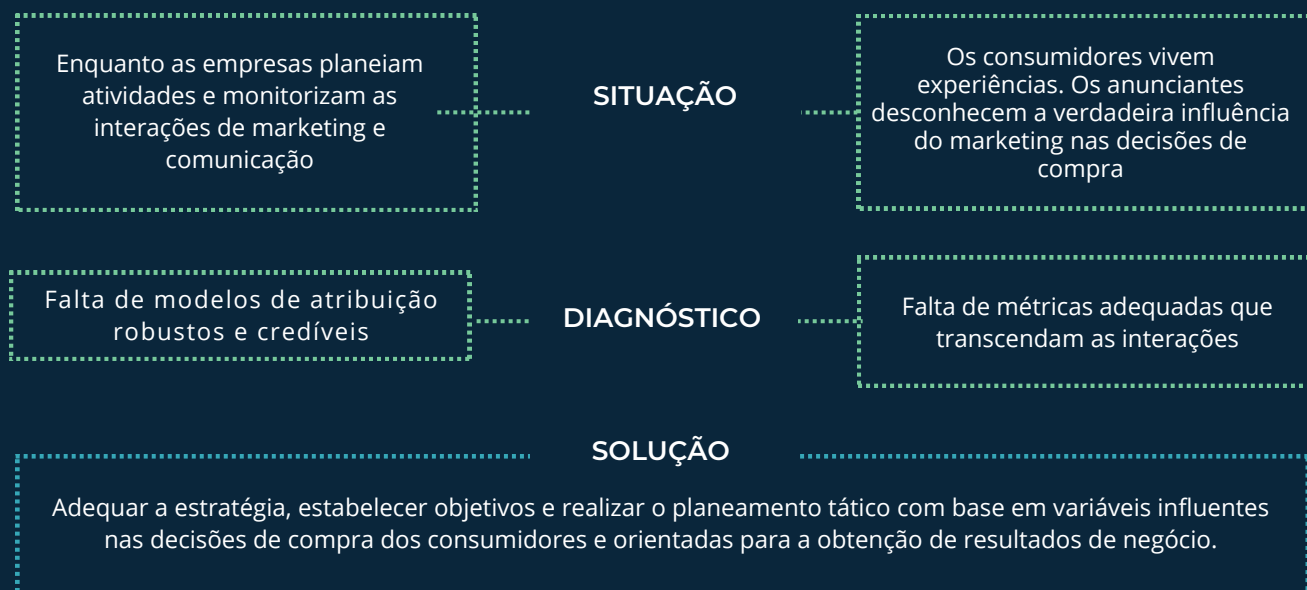 Enquanto as empresas planeiam
atividades e monitorizam as
interações de marketing e
comunicação
SITUAÇÃO
Os consumidores vivem
experiências. Os anunciantes
desconhecem a verdadeira influência
do marketing nas decisões de
compra
Falta de modelos de atribuição
robustos e credíveis
DIAGNÓSTICO
Falta de métricas adequadas que
transcendam as interações
SOLUÇÃO
Adequar a estratégia, estabelecer objetivos e realizar o planeamento tático com base em variáveis influentes
nas decisões de compra dos consumidores e orientadas para a obtenção de resultados de negócio.